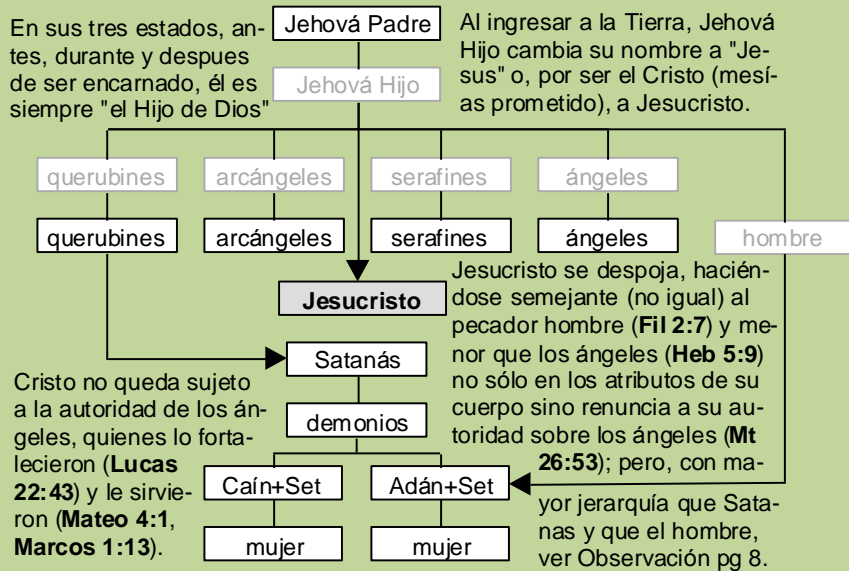 En sus tres estados, an-
tes, durante y despues
de ser encarnado, él es
siempre "el Hijo de Dios"
Jehová Padre
Jehová Hijo
Al ingresar a la Tierra, Jehová
Hijo cambia su nombre a "Je-
sus" o, por ser el Cristo (mesí-
as prometido), a Jesucristo.
querubines arcángeles serafines ángeles
querubines arcángeles serafines ángeles hombre
Jesucristo
Jesucristo se despoja, hacién-
dose semejante (no igual) al
pecador hombre (Fil 2:7) y me-
nor que los ángeles (Heb 5:9)
no sólo en los atributos de su
cuerpo sino renuncia a su au-
toridad sobre los ángeles (Mt
26:53); pero, con ma-
yor jerarquía que Sata-
nas y que el hombre,
ver Observación pg 8.
Satanás
demonios
Cristo no queda sujeto
a la autoridad de los án-
geles, quienes lo forta-
lecieron (Lucas
22:43) y le sirvie-
ron (Mateo 4:1,
Marcos 1:13).
Caín+Set Adán+Set
mujer mujer